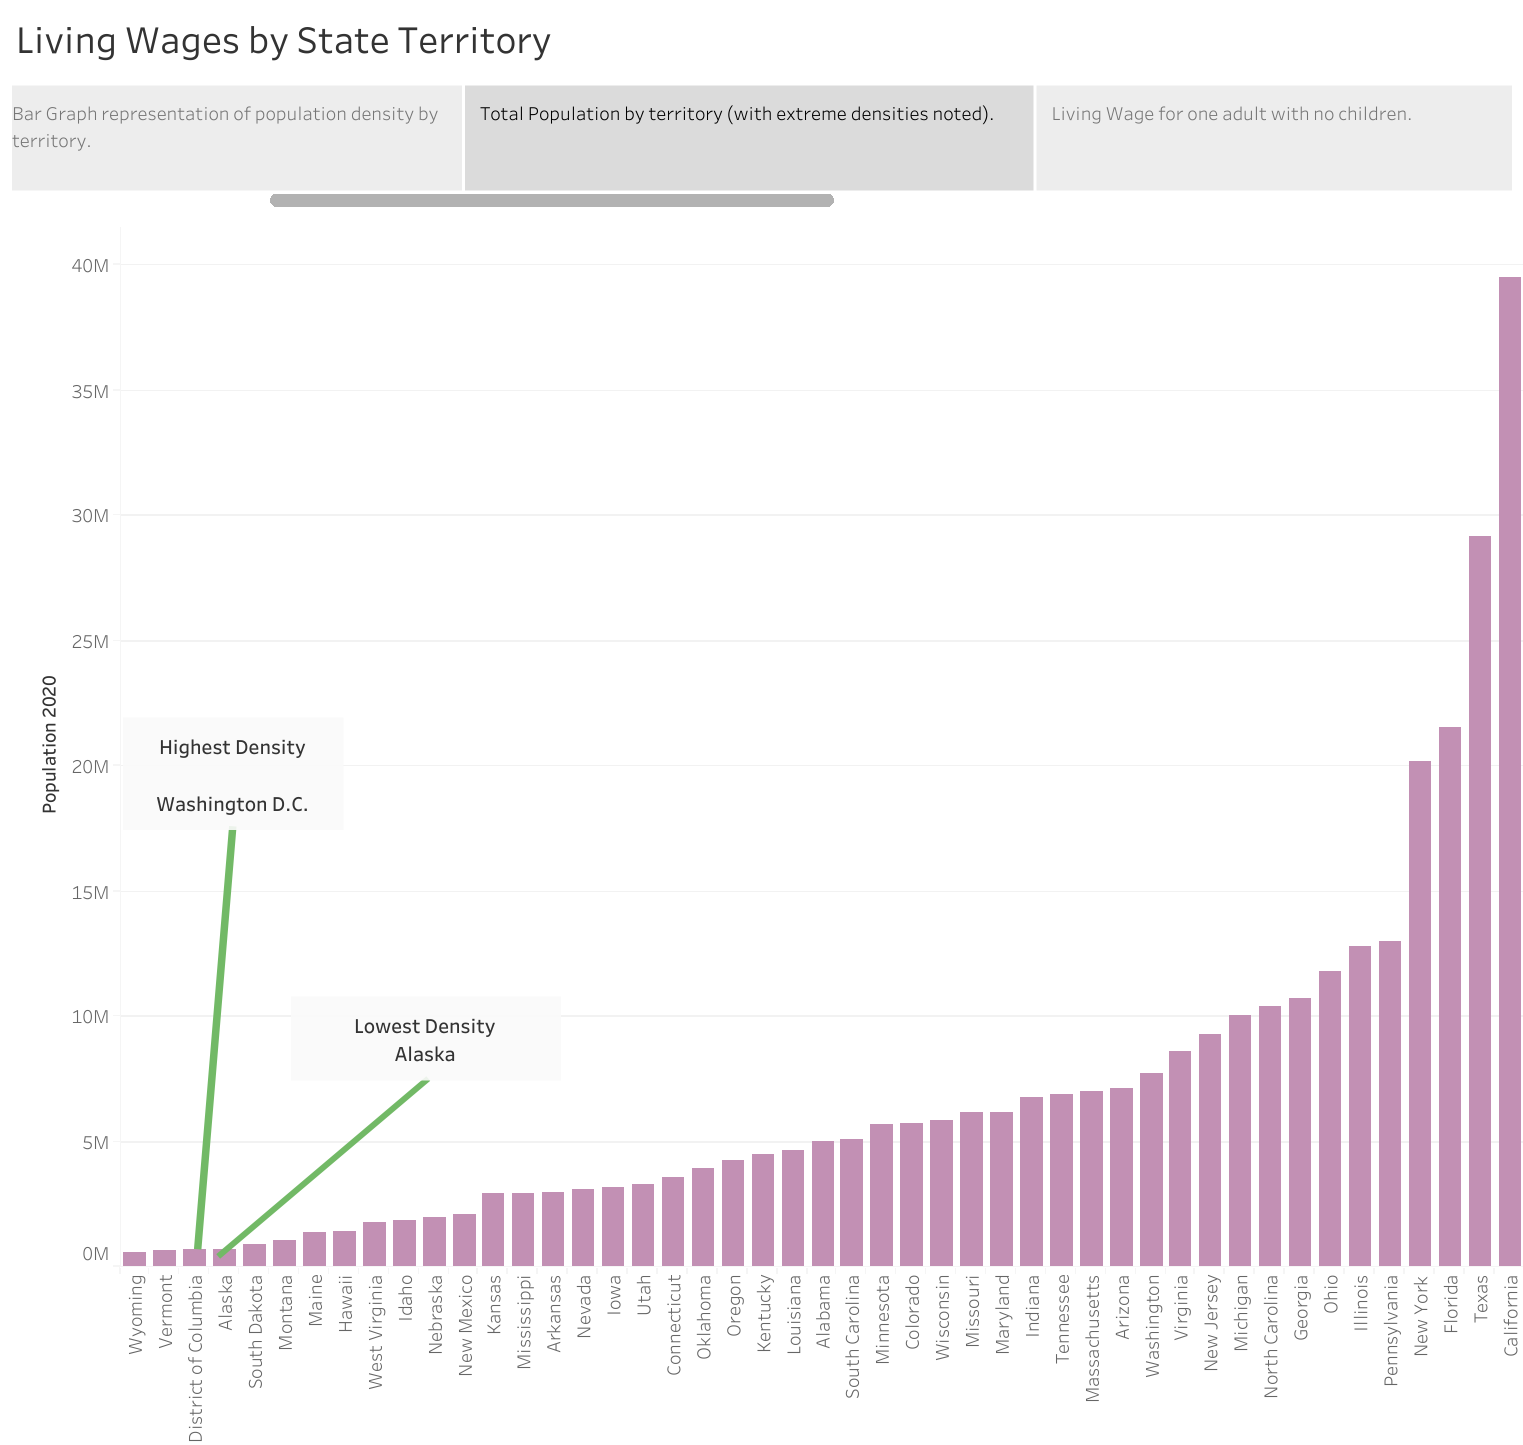 Living Wages by State Territory
Bar Graph representation of population density by
territory.
Total Population by territory (with extreme densities noted).
Living Wage for one adult with no children.
40M
35M
30M
25M
20M
15M
10M
5M
0M
Population 2020
Highest Density
Washington D.C.
Lowest Density
Alaska
Wyoming
Vermont
District of Columbia
Alaska
South Dakota
Montana
Maine
Hawaii
West Virginia
Idaho
Nebraska
New Mexico
Kansas
Mississippi
Arkansas
Nevada
Iowa
Utah
Connecticut
Oklahoma
Oregon
Kentucky
Louisiana
Alabama
South Carolina
Minnesota
Colorado
Wisconsin
Missouri
Maryland
Indiana
Tennessee
Massachusetts
Arizona
Washington
Virginia
New Jersey
Michigan
North Carolina
Georgia
Ohio
Illinois
Pennsylvania
New York
Florida
Texas
California